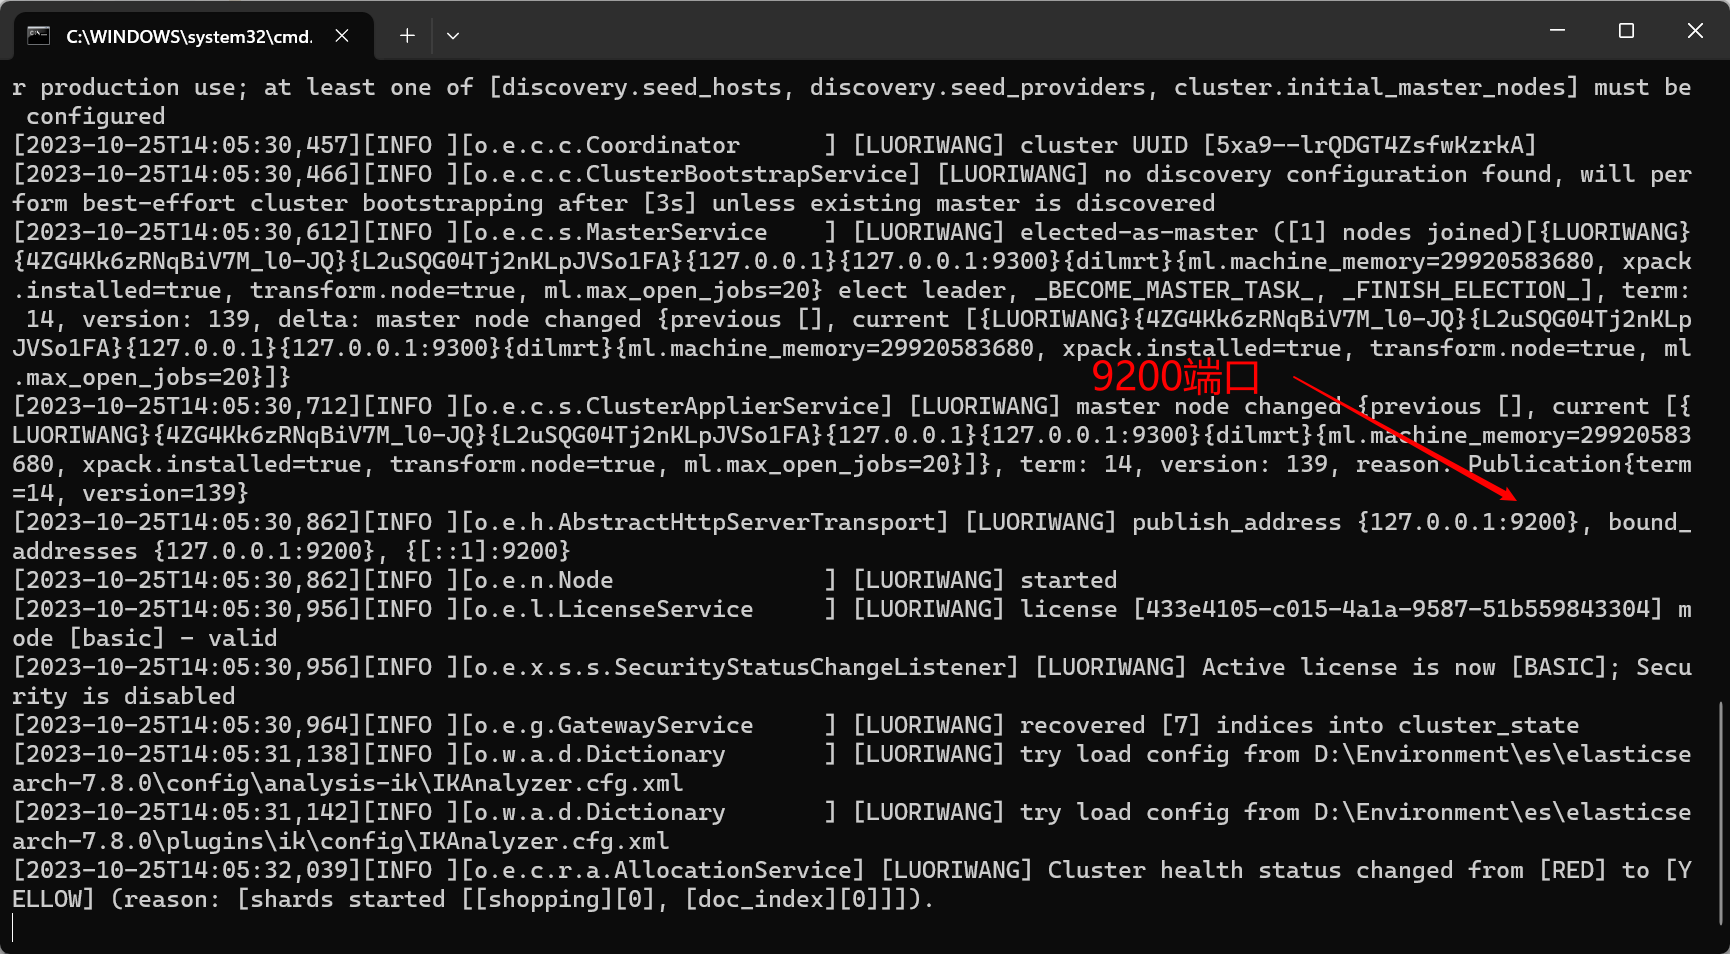 C:\WINDOWS\system32\cmd.
r production use; at least one of [discovery.seed_hosts, discovery.seed_providers, cluster.initial_master_nodes] must be
 configured
[2023-10-25T14:05:30,457][INFO ][o.e.c.c.Coordinator      ] [LUORIWANG] cluster UUID [5xa9--lrQDGT4ZsfwKzrkA]
[2023-10-25T14:05:30,466][INFO ][o.e.c.c.ClusterBootstrapService] [LUORIWANG] no discovery configuration found, will per
form best-effort cluster bootstrapping after [3s] unless existing master is discovered
[2023-10-25T14:05:30,612][INFO ][o.e.c.s.MasterService    ] [LUORIWANG] elected-as-master ([1] nodes joined)[{LUORIWANG}
{4ZG4Kk6zRNqBiV7M_l0-JQ}{L2uSQG04Tj2nKLpJVSo1FA}{127.0.0.1}{127.0.0.1:9300}{dilmrt}{ml.machine_memory=29920583680, xpack
.installed=true, transform.node=true, ml.max_open_jobs=20} elect leader, _BECOME_MASTER_TASK_, _FINISH_ELECTION_], term:
 14, version: 139, delta: master node changed {previous [], current [{LUORIWANG}{4ZG4Kk6zRNqBiV7M_l0-JQ}{L2uSQG04Tj2nKLp
JVSo1FA}{127.0.0.1}{127.0.0.1:9300}{dilmrt}{ml.machine_memory=29920583680, xpack.installed=true, transform.node=true, ml
.max_open_jobs=20}]}
9200端口
[2023-10-25T14:05:30,712][INFO ][o.e.c.s.ClusterApplierService] [LUORIWANG] master node changed {previous [], current [{
LUORIWANG}{4ZG4Kk6zRNqBiV7M_l0-JQ}{L2uSQG04Tj2nKLpJVSo1FA}{127.0.0.1}{127.0.0.1:9300}{dilmrt}{ml.machine_memory=29920583
680, xpack.installed=true, transform.node=true, ml.max_open_jobs=20}]}, term: 14, version: 139, reason: Publication{term
=14, version=139}
[2023-10-25T14:05:30,862][INFO ][o.e.h.AbstractHttpServerTransport] [LUORIWANG] publish_address {127.0.0.1:9200}, bound_
addresses {127.0.0.1:9200}, {[::1]:9200}
[2023-10-25T14:05:30,862][INFO ][o.e.n.Node               ] [LUORIWANG] started
[2023-10-25T14:05:30,956][INFO ][o.e.l.LicenseService     ] [LUORIWANG] license [433e4105-c015-4a1a-9587-51b559843304] m
ode [basic] - valid
[2023-10-25T14:05:30,956][INFO ][o.e.x.s.s.SecurityStatusChangeListener] [LUORIWANG] Active license is now [BASIC]; Secu
rity is disabled
[2023-10-25T14:05:30,964][INFO ][o.e.g.GatewayService     ] [LUORIWANG] recovered [7] indices into cluster_state
[2023-10-25T14:05:31,138][INFO ][o.w.a.d.Dictionary       ] [LUORIWANG] try load config from D:\Environment\es\elasticse
arch-7.8.0\config\analysis-ik\IKAnalyzer.cfg.xml
[2023-10-25T14:05:31,142][INFO ][o.w.a.d.Dictionary       ] [LUORIWANG] try load config from D:\Environment\es\elasticse
arch-7.8.0\plugins\ik\config\IKAnalyzer.cfg.xml
[2023-10-25T14:05:32,039][INFO ][o.e.c.r.a.AllocationService] [LUORIWANG] Cluster health status changed from [RED] to [Y
ELLOW] (reason: [shards started [[shopping][0], [doc_index][0]]]).